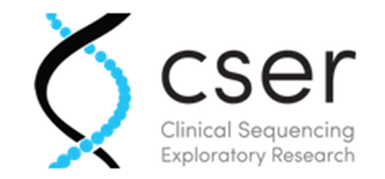 cser
Clinical Sequencing
Exploratory Research